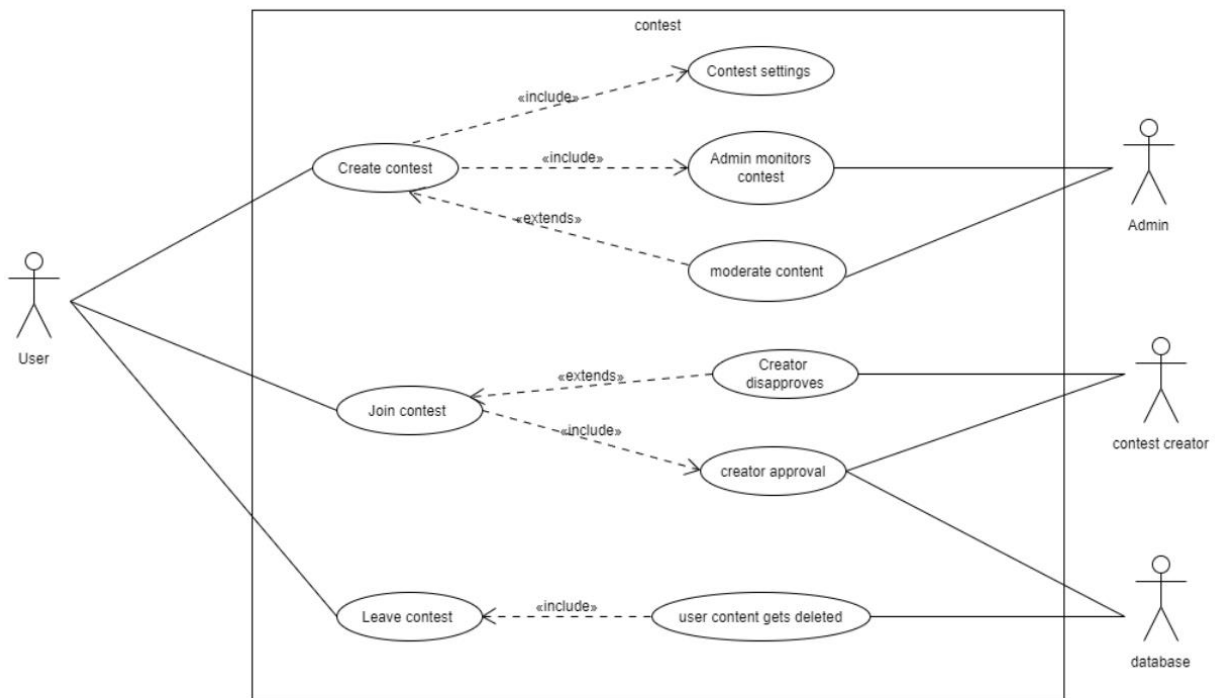 contest
Contest settings
«include»
Create contest
«include»
Admin monitors
contest
«extends»
moderate content
Admin
User
Creator
disapproves
«extends»
Join contest
«include»
creator approval
contest creator
Leave contest
«include»
user content gets deleted
database